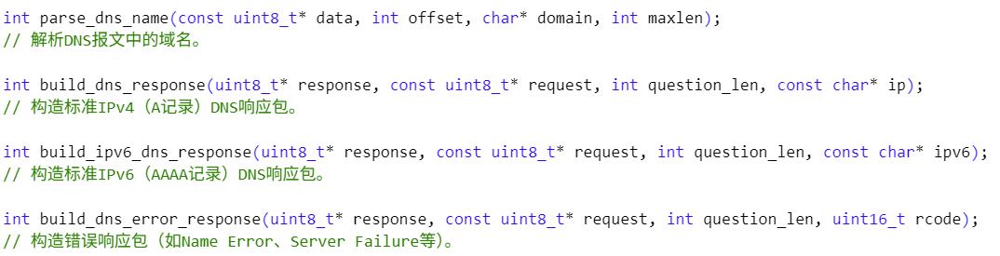 int parse_dns_name(const uint8_t* data, int offset, char* domain, int maxlen);
// 解析DNS报文中的域名。
int build_dns_response(uint8_t* response, const uint8_t* request, int question_len, const char* ip);
// 构造标准IPv4（A记录）DNS响应包。
int build_ipv6_dns_response(uint8_t* response, const uint8_t* request, int question_len, const char* ipv6);
// 构造标准IPv6（AAAA记录）DNS响应包。
int build_dns_error_response(uint8_t* response, const uint8_t* request, int question_len, uint16_t rcode);
// 构造错误响应包（如Name Error、Server Failure等）。